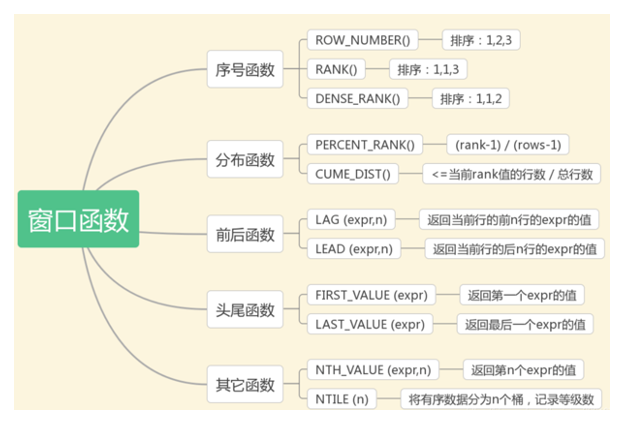 窗口函数
序号函数
ROW_NUMBER()
排序：1,2,3
RANK()
排序：1,1,3
DENSE_RANK()
排序：1,1,2
分布函数
PERCENT_RANK()
(rank-1) / (rows-1)
CUME_DIST()
<=当前rank值的行数 / 总行数
前后函数
LAG (expr,n)
返回当前行的前n行的expr的值
LEAD (expr,n)
返回当前行的后n行的expr的值
头尾函数
FIRST_VALUE (expr)
返回第一个expr的值
LAST_VALUE (expr)
返回最后一个expr的值
其它函数
NTH_VALUE (expr,n)
返回第n个expr的值
NTILE (n)
将有序数据分为n个桶，记录等级数